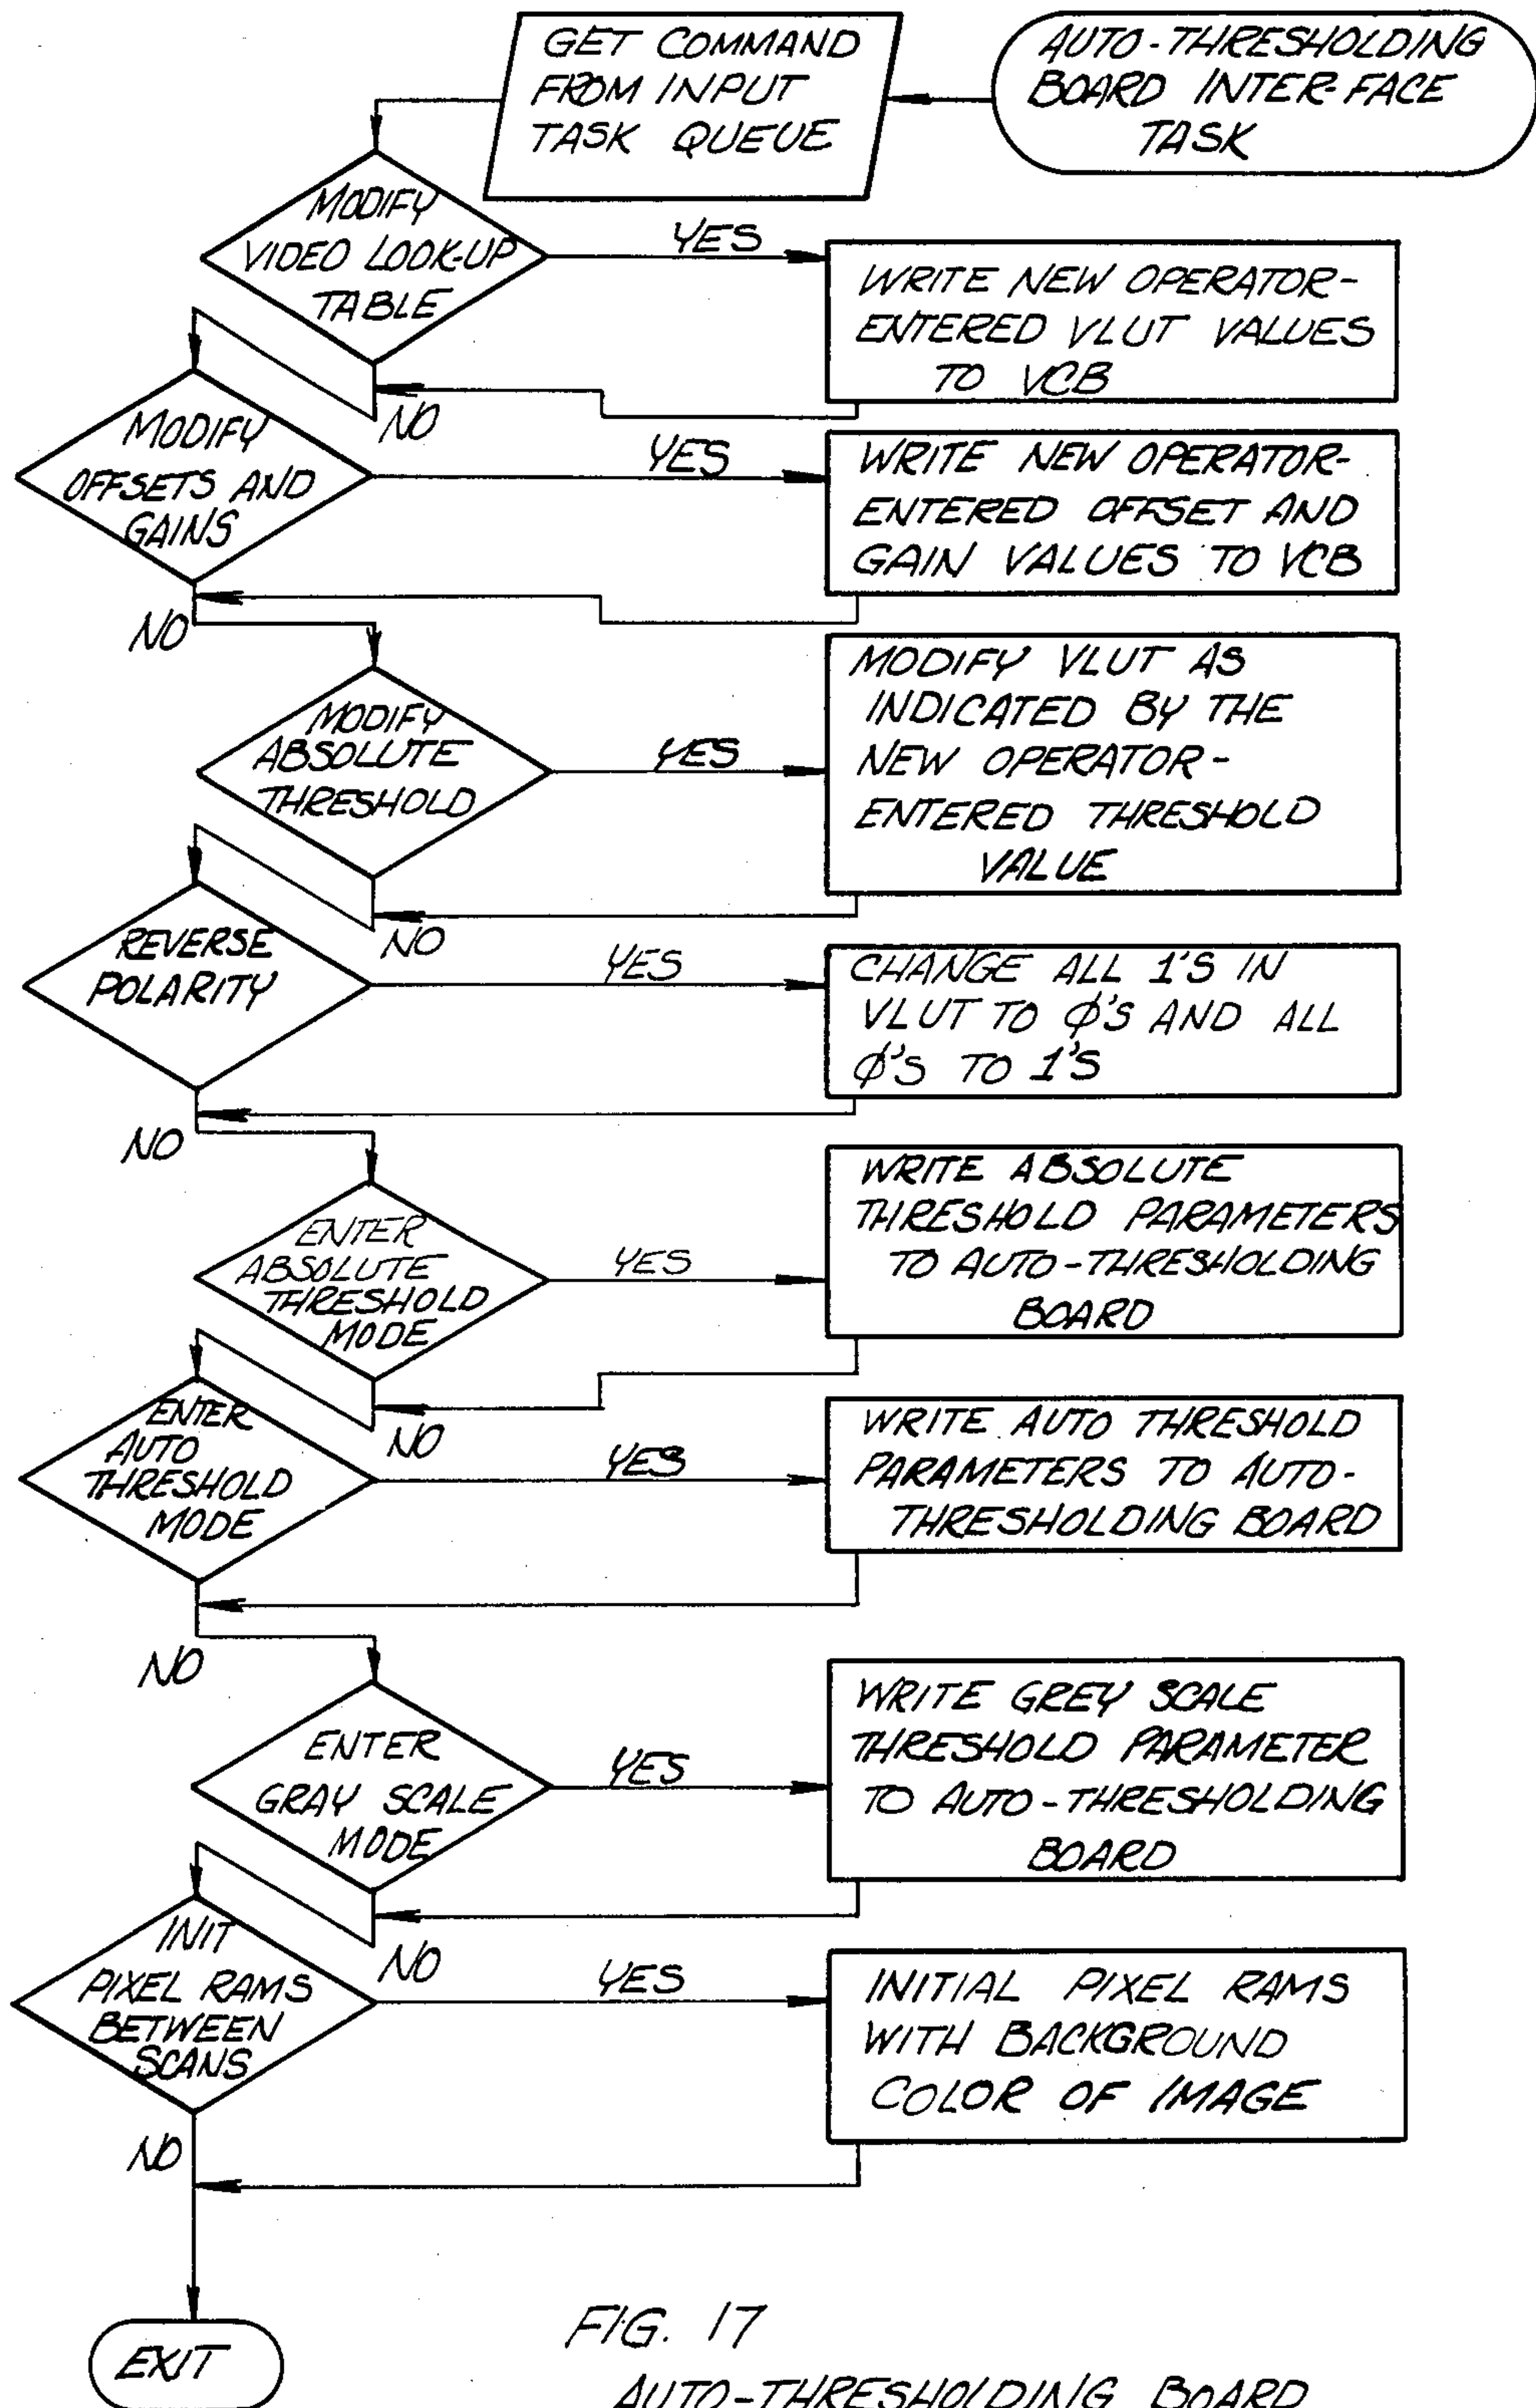 AUTO-THRESHOLDING
BOARD INTER-FACE
TASK
GET COMMAND
FROM INPUT
TASK QUEUE
MODIFY
VIDEO LOOK-UP
TABLE
YES
WRITE NEW OPERATOR-
ENTERED VLUT VALUES
TO VCB
NO
MODIFY
OFFSETS AND
GAINS
YES
WRITE NEW OPERATOR-
ENTERED OFFSET AND
GAIN VALUES TO VCB
NO
MODIFY
ABSOLUTE
THRESHOLD
YES
MODIFY VLUT AS
INDICATED BY THE
NEW OPERATOR-
ENTERED THRESHOLD
VALUE
NO
REVERSE
POLARITY
YES
CHANGE ALL 1'S IN
VLUT TO φ'S AND ALL
φ'S TO 1'S
NO
ENTER
ABSOLUTE
THRESHOLD
MODE
YES
WRITE ABSOLUTE
THRESHOLD PARAMETERS
TO AUTO-THRESHOLDING
BOARD
NO
ENTER
AUTO
THRESHOLD
MODE
YES
WRITE AUTO THRESHOLD
PARAMETERS TO AUTO-
THRESHOLDING BOARD
NO
ENTER
GRAY SCALE
MODE
YES
WRITE GREY SCALE
THRESHOLD PARAMETER
TO AUTO-THRESHOLDING
BOARD
NO
INIT
PIXEL RAMS
BETWEEN
SCANS
YES
INITIAL PIXEL RAMS
WITH BACKGROUND
COLOR OF IMAGE
NO
EXIT
FIG. 17
AUTO-THRESHOLDING BOARD